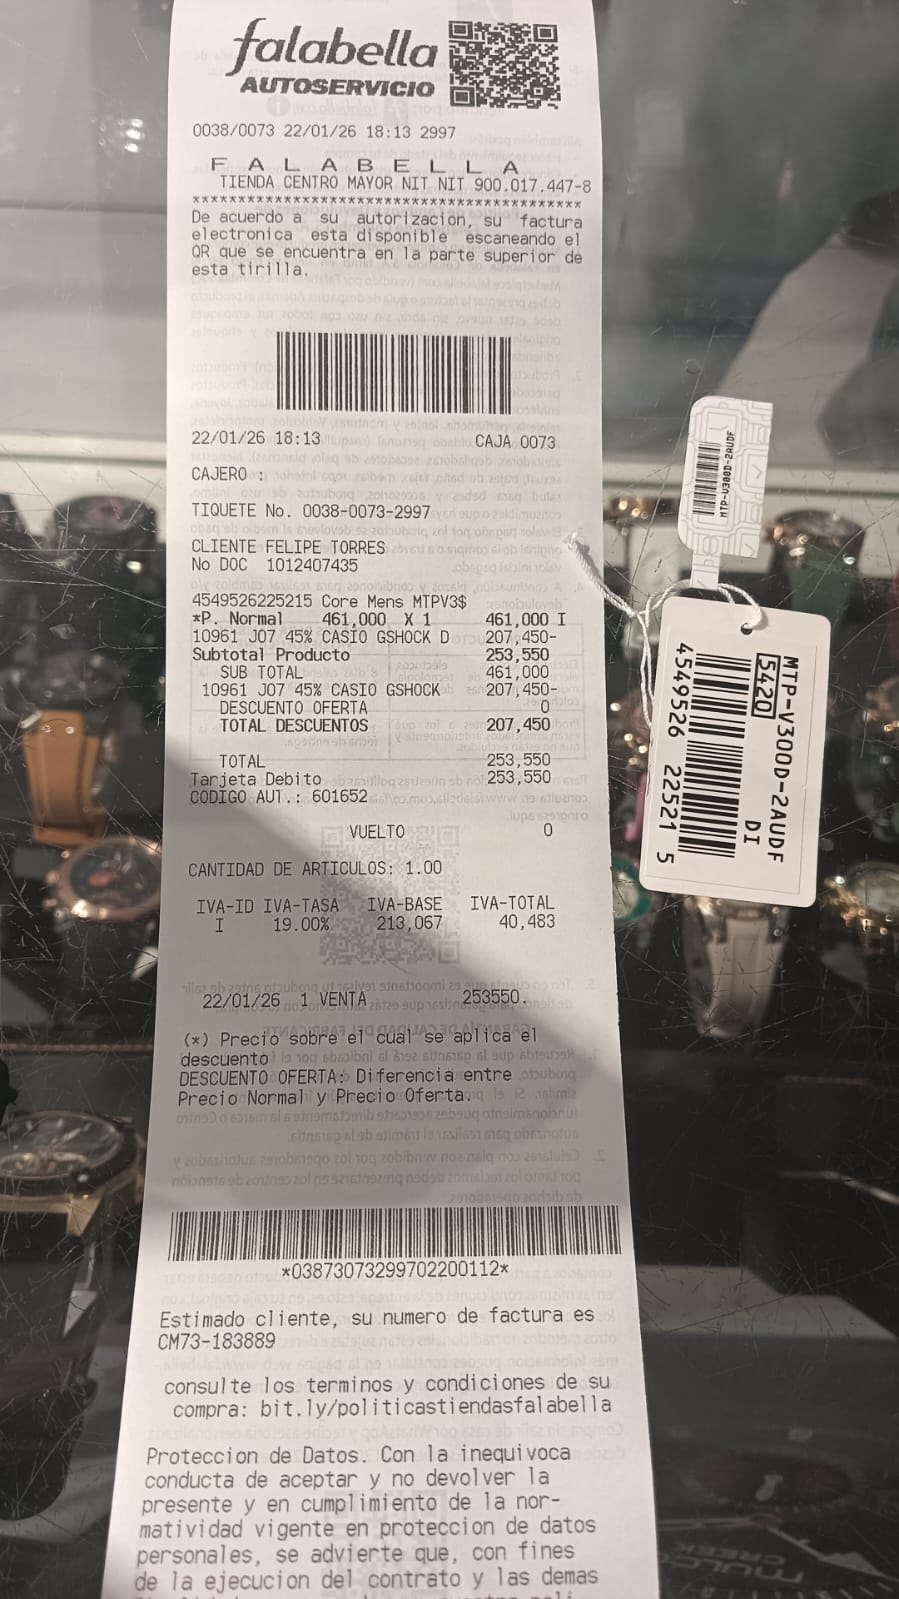 falabella
AUTOSERVICIO
0038/0073 22/01/26 18:13 2997
F A L A B E L L A
TIENDA CENTRO MAYOR NIT NIT 900.017.447-8
******************************************
De acuerdo a su autorizacion, su factura
electronica esta disponible escaneando el
QR que se encuentra en la parte superior de
esta tirilla.
22/01/26 18:13 CAJA 0073
CAJERO :
TIQUETE No. 0038-0073-2997
CLIENTE FELIPE TORRES
No DOC 1012407435
4549526225215 Core Mens MTPV3$
*P. Normal 461,000 X 1 461,000 I
10961 J07 45% CASIO GSHOCK D 207,450-
Subtotal Producto 253,550
SUB TOTAL 461,000
10961 J07 45% CASIO GSHOCK 207,450-
DESCUENTO OFERTA 0
TOTAL DESCUENTOS 207,450
TOTAL 253,550
Tarjeta Debito 253,550
CODIGO AUT.: 601652
VUELTO 0
CANTIDAD DE ARTICULOS: 1.00
IVA-ID IVA-TASA IVA-BASE IVA-TOTAL
I 19.00% 213,067 40,483
22/01/26 1 VENTA 253550.
(*) Precio sobre el cual se aplica el
descuento
DESCUENTO OFERTA: Diferencia entre
Precio Normal y Precio Oferta.
*03873073299702200112*
Estimado cliente, su numero de factura es
CM73-183889
consulte los terminos y condiciones de su
compra: bit.ly/politicastiendasfalabella
Proteccion de Datos. Con la inequivoca
conducta de aceptar y no devolver la
presente y en cumplimiento de la nor-
matividad vigente en proteccion de datos
personales, se advierte que, con fines
de la ejecucion del contrato y las demas
MTP-V300D-2AUDF
MTP-V300D-2AUDF
5420 DI
4549526 22521 5